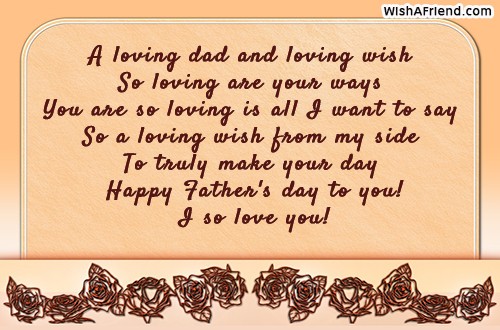 WishAFriend.com
A loving dad and loving wish
So loving are your ways
You are so loving is all I want to say
So a loving wish from my side
To truly make your day
Happy Father's day to you!
I so love you!